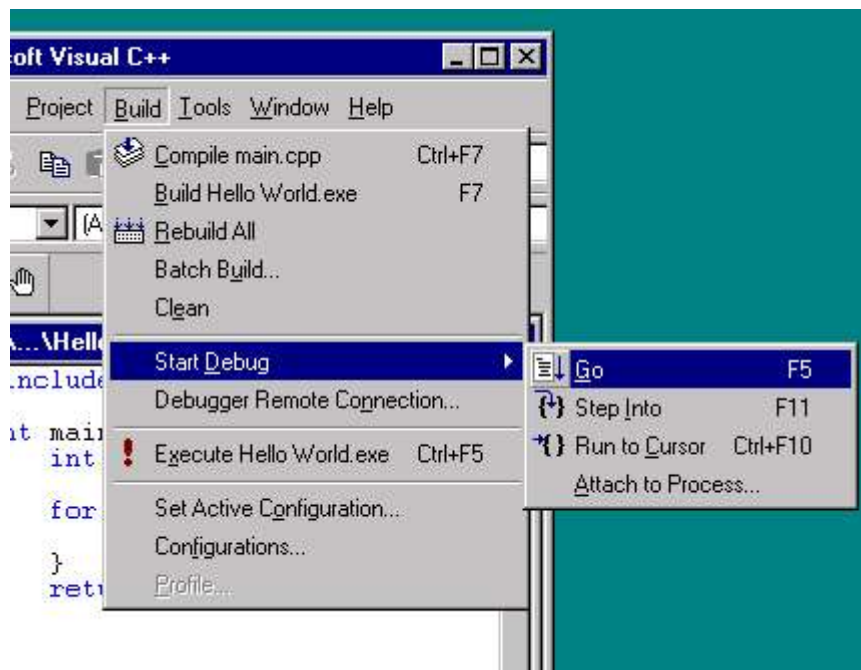 soft Visual C++
Project Build Tools Window Help
Compile main.cpp Ctrl+F7
Build Hello World.exe F7
(A
Rebuild All
Batch Build...
Clean
\...\Hell
Start Debug
Go F5
nclude
Debugger Remote Connection...
Step Into F11
nt main
Run to Cursor Ctrl+F10
int
Execute Hello World.exe Ctrl+F5
Attach to Process...
for
Set Active Configuration...
Configurations...
}
retu
Profile...